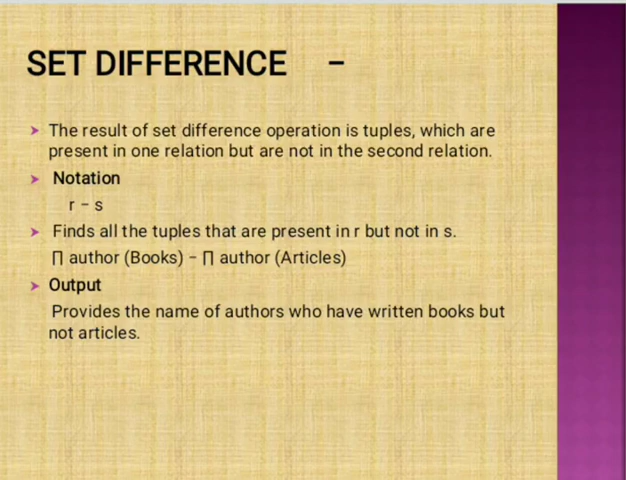 SET DIFFERENCE −
➤ The result of set difference operation is tuples, which are
present in one relation but are not in the second relation.
➤ Notation
r − s
➤ Finds all the tuples that are present in r but not in s.
∏ author (Books) − ∏ author (Articles)
➤ Output
Provides the name of authors who have written books but
not articles.